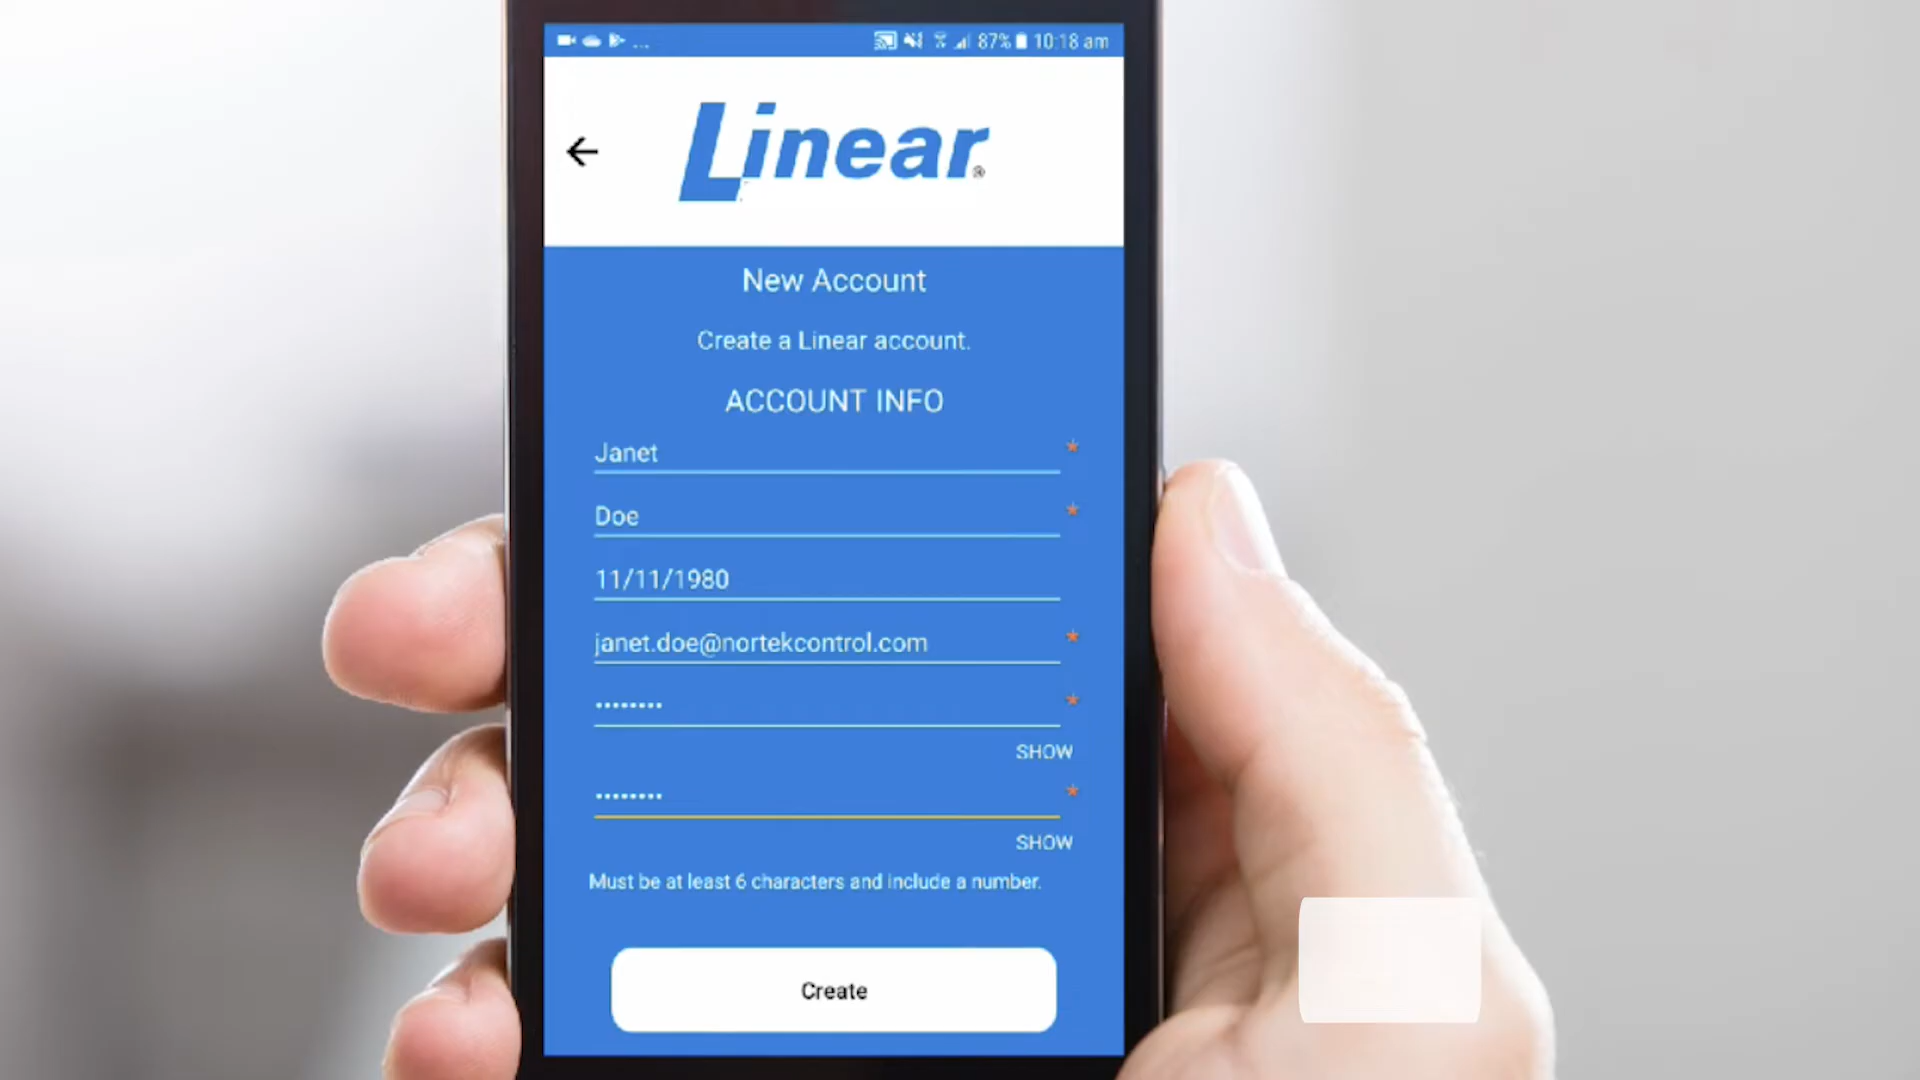 ... 87% 10:18 am
Linear®
New Account
Create a Linear account.
ACCOUNT INFO
Janet *
Doe *
11/11/1980
janet.doe@nortekcontrol.com *
•••••••• *
SHOW
•••••••• *
SHOW
Must be at least 6 characters and include a number.
Create